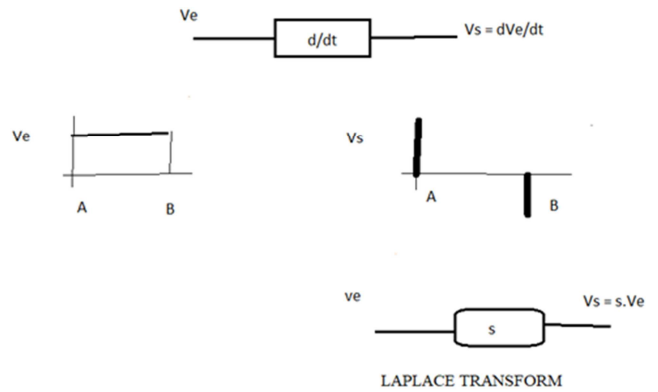 Ve
d/dt
Vs = dVe/dt
Ve
A
B
Vs
A
B
ve
s
Vs = s.Ve
LAPLACE TRANSFORM